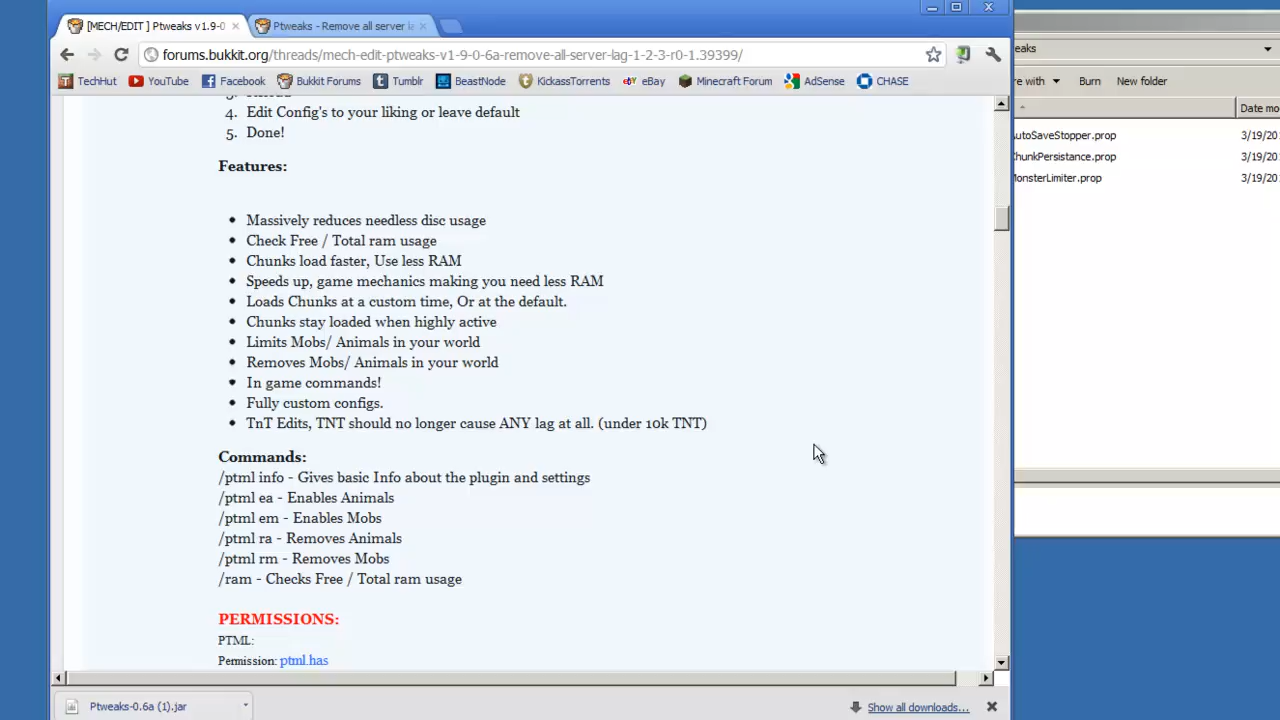 [MECH/EDIT ] Ptweaks v1.9-0
Ptweaks - Remove all server la
forums.bukkit.org/threads/mech-edit-ptweaks-v1-9-0-6a-remove-all-server-lag-1-2-3-r0-1.39399/
TechHut YouTube Facebook Bukkit Forums Tumblr BeastNode KickassTorrents eBay Minecraft Forum AdSense CHASE
4. Edit Config's to your liking or leave default
5. Done!
Features:
• Massively reduces needless disc usage
• Check Free / Total ram usage
• Chunks load faster, Use less RAM
• Speeds up, game mechanics making you need less RAM
• Loads Chunks at a custom time, Or at the default.
• Chunks stay loaded when highly active
• Limits Mobs/ Animals in your world
• Removes Mobs/ Animals in your world
• In game commands!
• Fully custom configs.
• TnT Edits, TNT should no longer cause ANY lag at all. (under 10k TNT)
Commands:
/ptml info - Gives basic Info about the plugin and settings
/ptml ea - Enables Animals
/ptml em - Enables Mobs
/ptml ra - Removes Animals
/ptml rm - Removes Mobs
/ram - Checks Free / Total ram usage
PERMISSIONS:
PTML:
Permission: ptml.has
Ptweaks-0.6a (1).jar
Show all downloads...
eaks
re with Burn New folder
Date mo
utoSaveStopper.prop 3/19/20
hunkPersistance.prop 3/19/20
onsterLimiter.prop 3/19/20